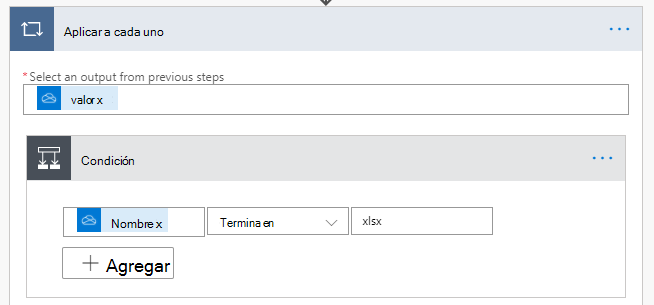 Aplicar a cada uno
*Select an output from previous steps
valor x
Condición
Nombre x Termina en xlsx
Agregar